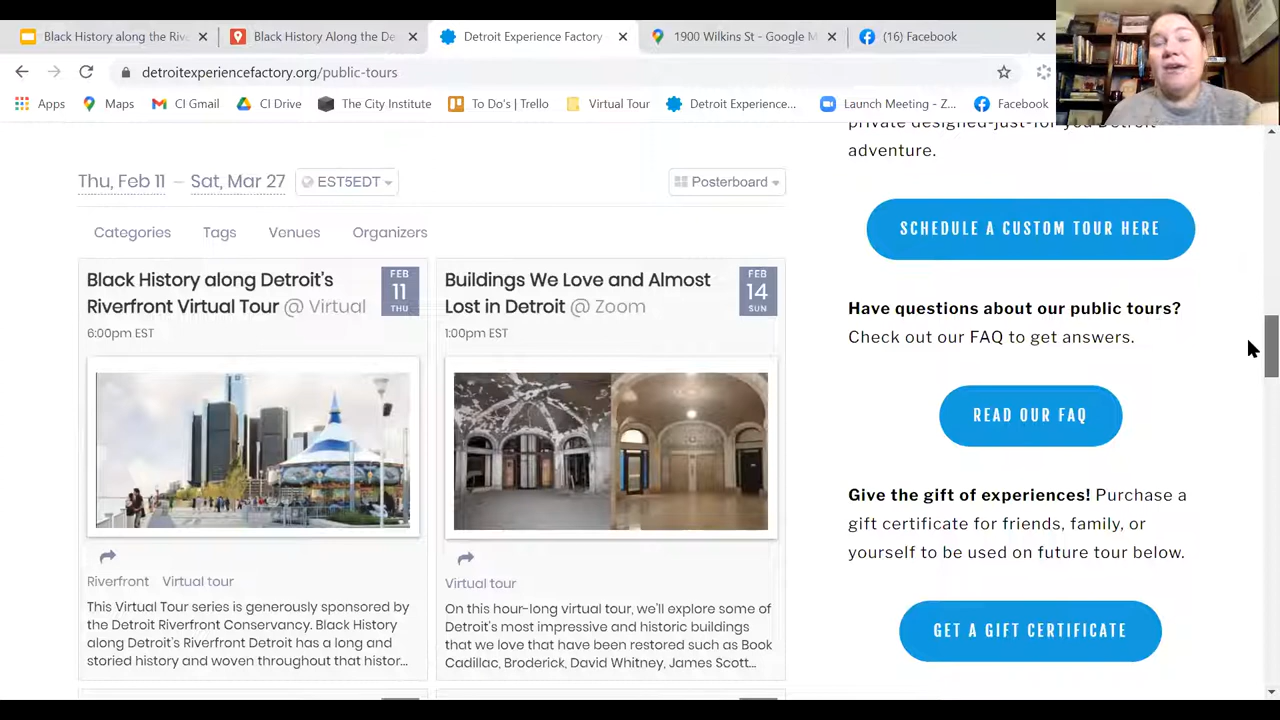 Black History along the Riv
Black History Along the De
Detroit Experience Factory
1900 Wilkins St - Google M
(16) Facebook
detroitexperiencefactory.org/public-tours
Apps
Maps
CI Gmail
CI Drive
Thesis Institute
To Do's | Trello
Virtual Tour
Detroit Experience...
Launch Meeting - Z...
Facebook
private designed-just-for you Detroit
adventure.
Thu, Feb 11 – Sat, Mar 27
EST5EDT
Posterboard
SCHEDULE A CUSTOM TOUR HERE
Categories
Tags
Venues
Organizers
Black History along Detroit's
Riverfront Virtual Tour @ Virtual
FEB
11
THU
6:00pm EST
Riverfront Virtual tour
This Virtual Tour series is generously sponsored by
the Detroit Riverfront Conservancy. Black History
along Detroit's Riverfront Detroit has a long and
storied history and woven throughout that histor...
Buildings We Love and Almost
Lost in Detroit @ Zoom
FEB
14
SUN
1:00pm EST
Virtual tour
On this hour-long virtual tour, we'll explore some of
Detroit's most impressive and historic buildings
that we love that have been restored such as Book
Cadillac, Broderick, David Whitney, James Scott...
Have questions about our public tours?
Check out our FAQ to get answers.
READ OUR FAQ
Give the gift of experiences! Purchase a
gift certificate for friends, family, or
yourself to be used on future tour below.
GET A GIFT CERTIFICATE